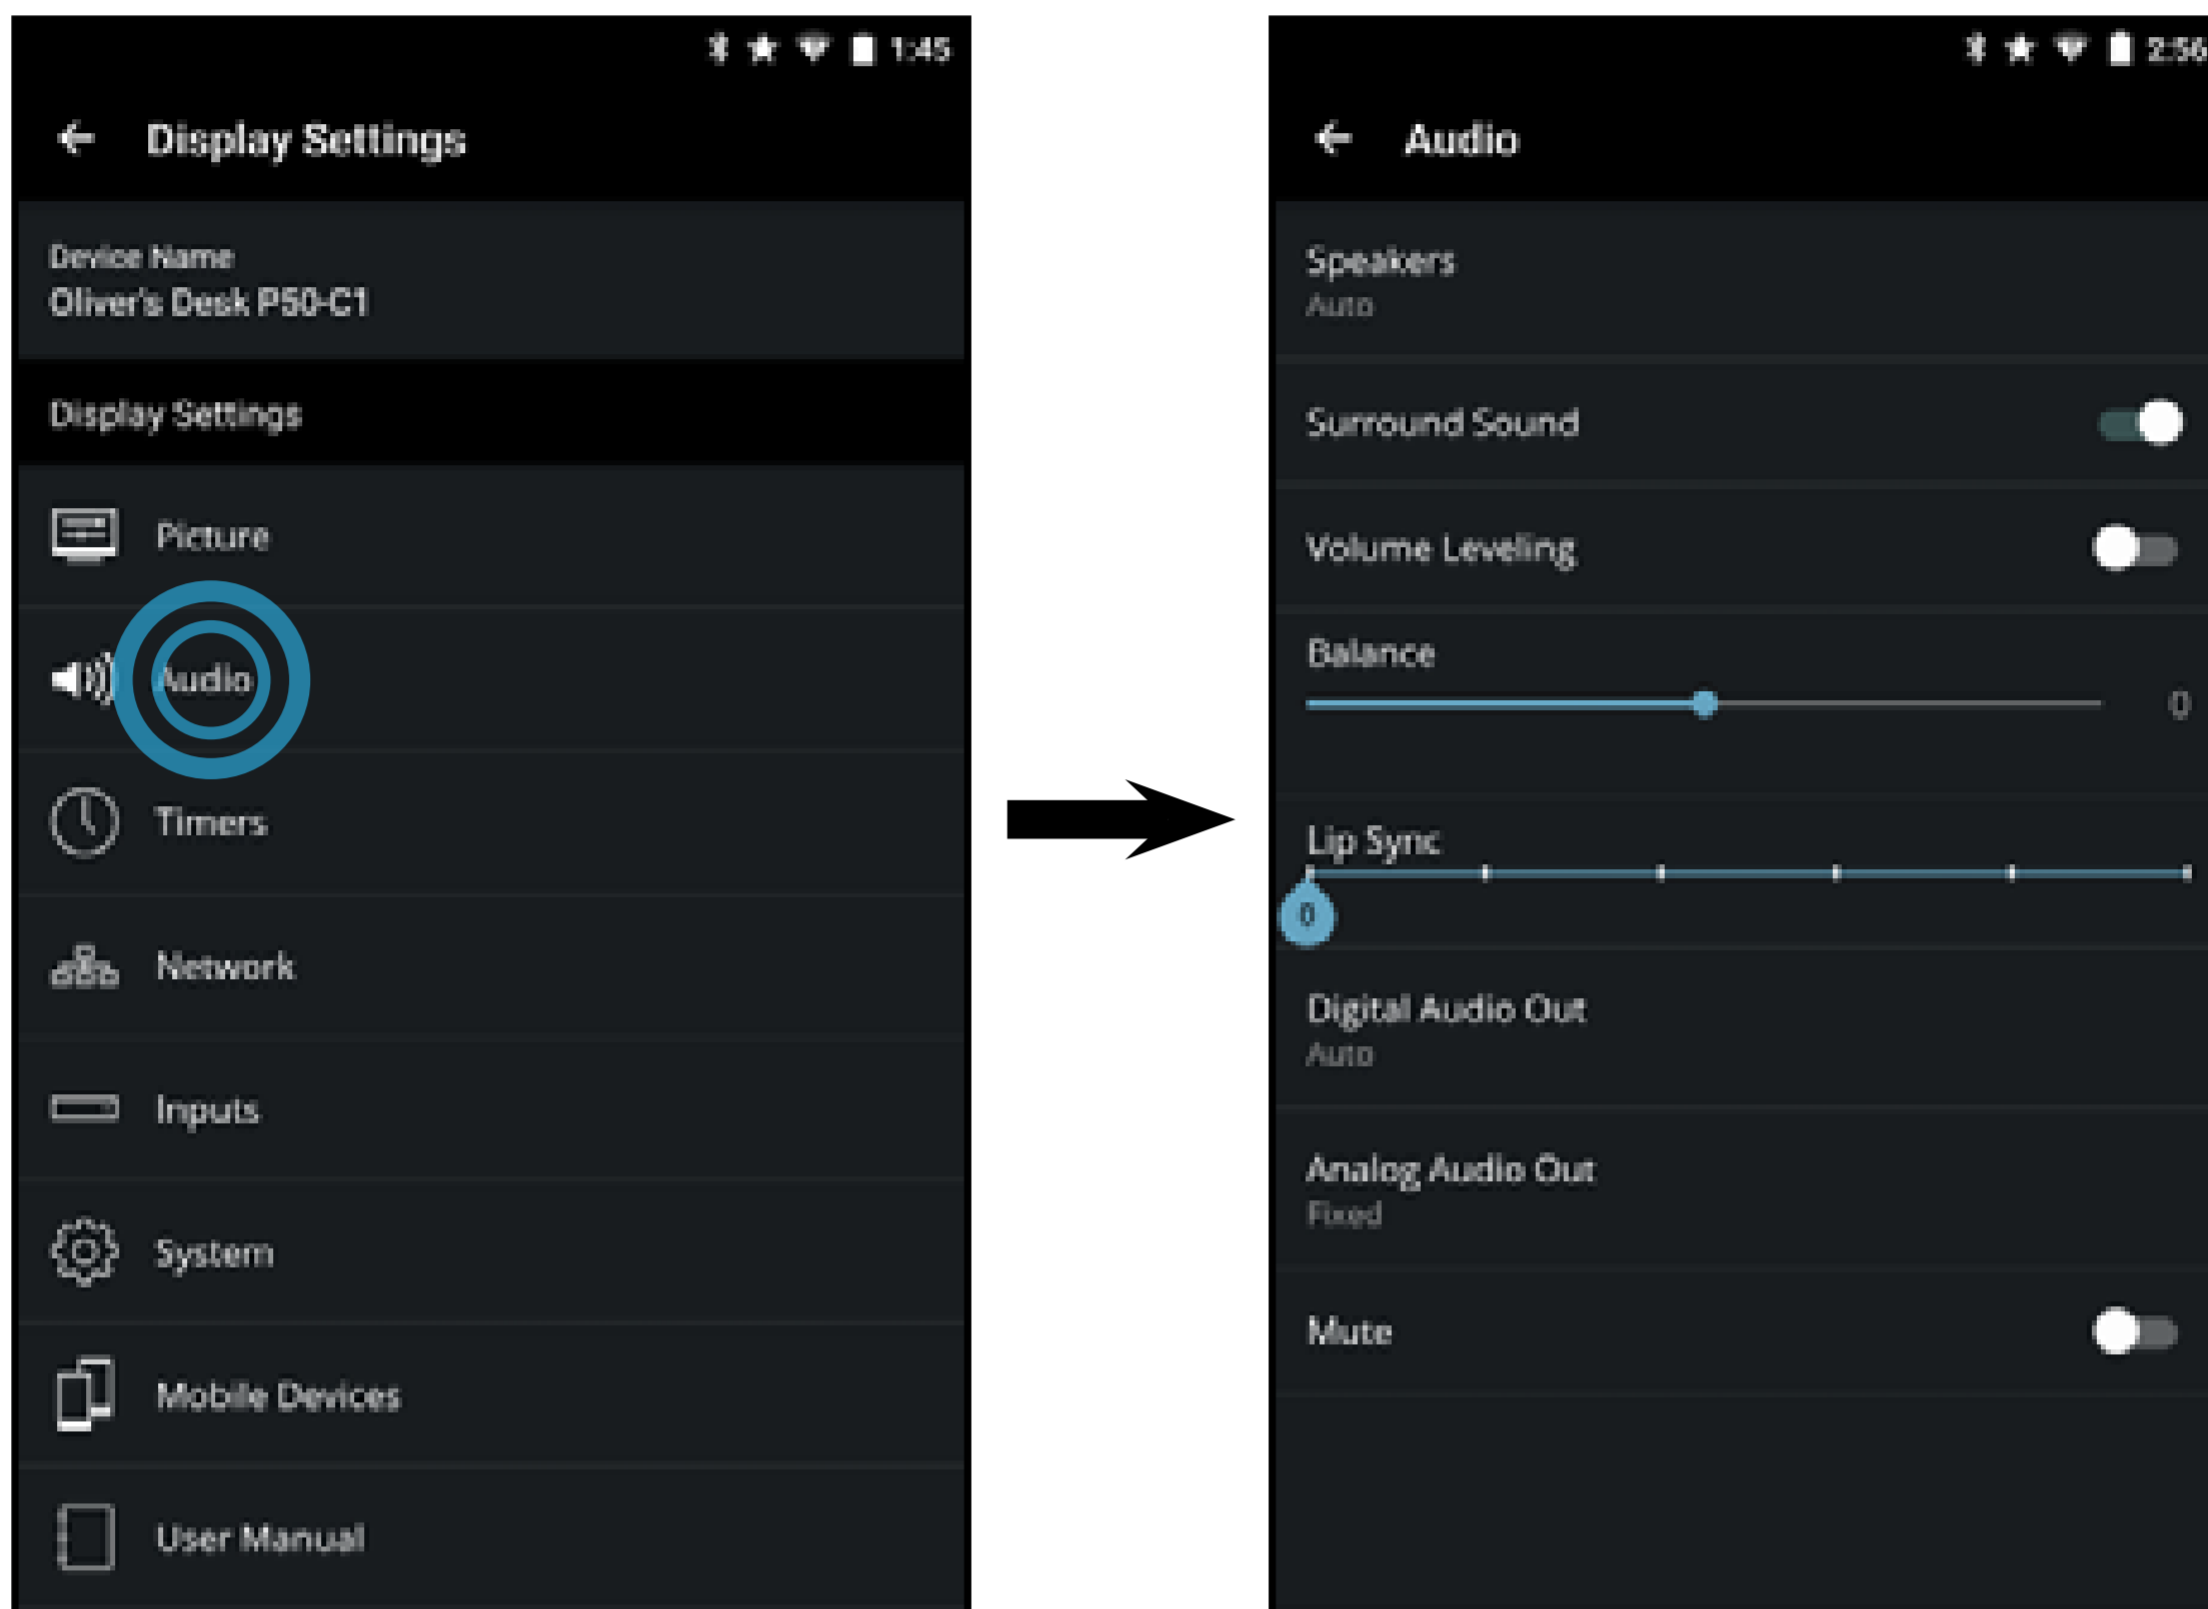 1:45
Display Settings
Device Name
Oliver's Desk P50-C1
Display Settings
Picture
Audio
Timers
Network
Inputs
System
Mobile Devices
User Manual
2:56
Audio
Speakers
Auto
Surround Sound
Volume Leveling
Balance
0
Lip Sync
0
Digital Audio Out
Auto
Analog Audio Out
Fixed
Mute